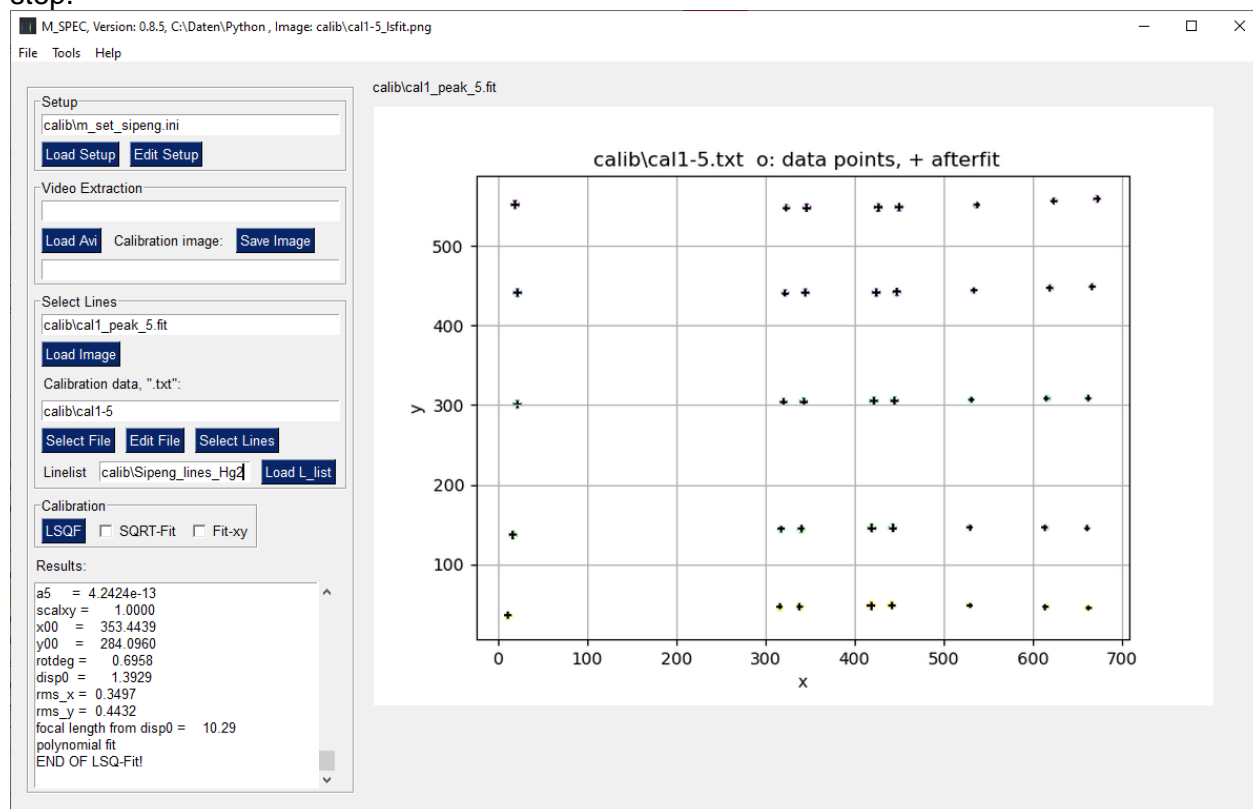 stop.
M_SPEC, Version: 0.8.5, C:\Daten\Python , Image: calib\cal1-5_lsfit.png
File Tools Help
Setup
calib\m_set_sipeng.ini
Load Setup Edit Setup
Video Extraction
Load Avi Calibration image: Save Image
Select Lines
calib\cal1_peak_5.fit
Load Image
Calibration data, ".txt":
calib\cal1-5
Select File Edit File Select Lines
Linelist calib\Sipeng_lines_Hg2 Load L_list
Calibration
LSQF SQRT-Fit Fit-xy
Results:
a5 = 4.2424e-13
scalxy = 1.0000
x00 = 353.4439
y00 = 284.0960
rotdeg = 0.6958
disp0 = 1.3929
rms_x = 0.3497
rms_y = 0.4432
focal length from disp0 = 10.29
polynomial fit
END OF LSQ-Fit!
calib\cal1_peak_5.fit
calib\cal1-5.txt o: data points, + afterfit
500
400
300
200
100
y
0 100 200 300 400 500 600 700
x